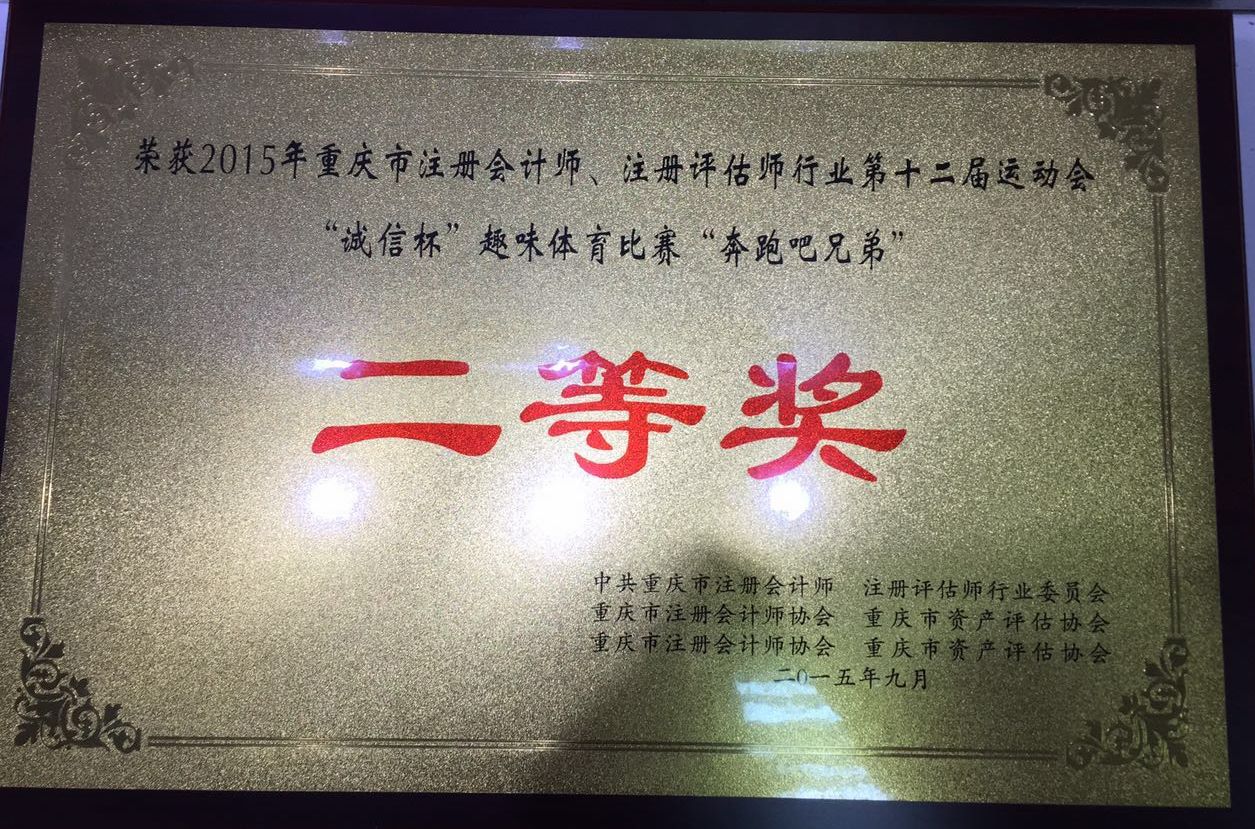 荣获2015年重庆市注册会计师、注册评估师行业第十二届运动会
“诚信杯”趣味体育比赛“奔跑吧兄弟”
二等奖
中共重庆市注册会计师 注册评估师行业委员会
重庆市注册会计师协会 重庆市资产评估协会
重庆市注册会计师协会 重庆市资产评估协会
二0一五年九月